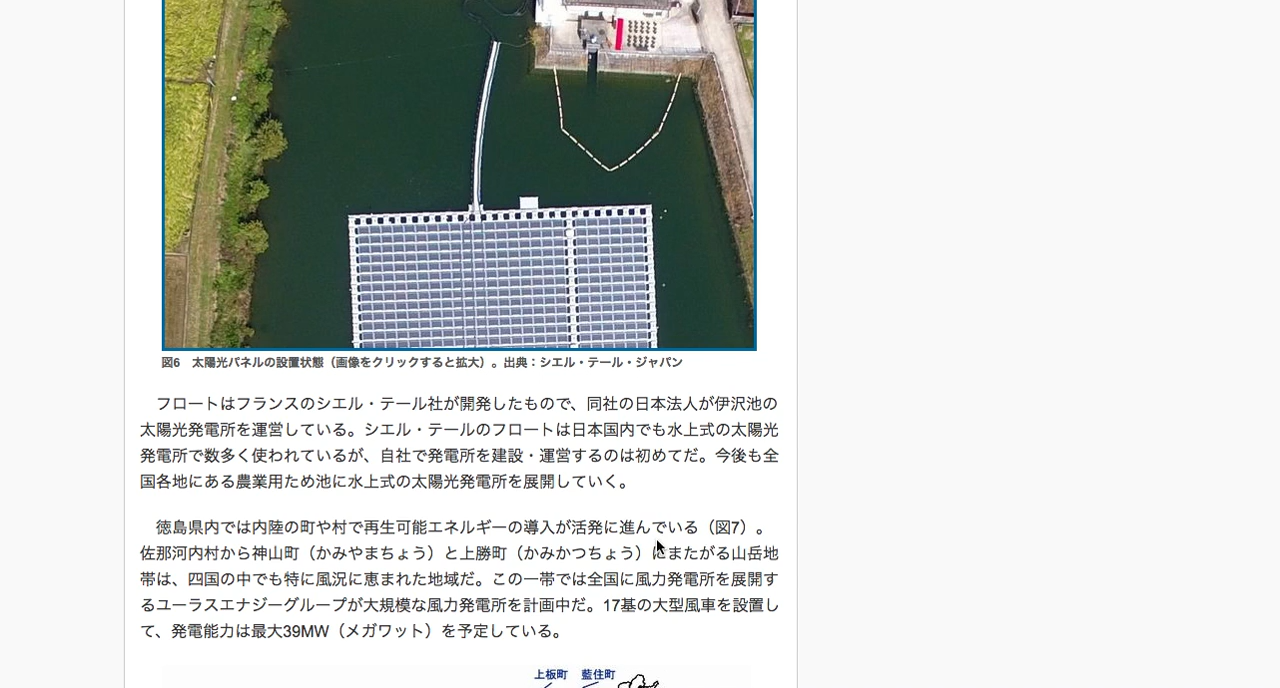 図6　太陽光パネルの設置状態（画像をクリックすると拡大）。出典：シエル・テール・ジャパン
　フロートはフランスのシエル・テール社が開発したもので、同社の日本法人が伊沢池の
太陽光発電所を運営している。シエル・テールのフロートは日本国内でも水上式の太陽光
発電所で数多く使われているが、自社で発電所を建設・運営するのは初めてだ。今後も全
国各地にある農業用ため池に水上式の太陽光発電所を展開していく。
　徳島県内では内陸の町や村で再生可能エネルギーの導入が活発に進んでいる（図7）。
佐那河内村から神山町（かみやまちょう）と上勝町（かみかつちょう）にまたがる山岳地
帯は、四国の中でも特に風況に恵まれた地域だ。この一帯では全国に風力発電所を展開す
るユーラスエナジーグループが大規模な風力発電所を計画中だ。17基の大型風車を設置し
て、発電能力は最大39MW（メガワット）を予定している。
上板町　藍住町